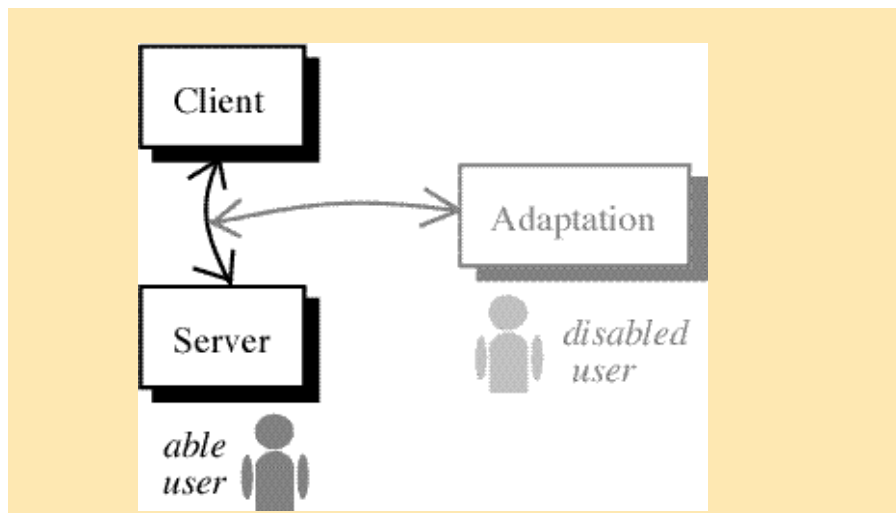 Client
Adaptation
Server
disabled
user
able
user